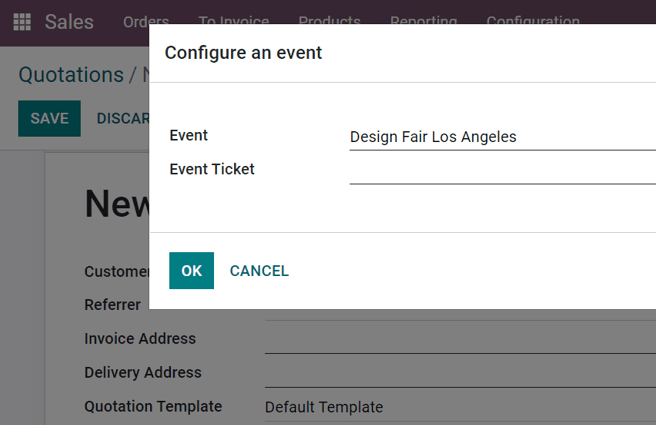 Sales Orders To Invoice Products Reporting Configuration
Configure an event
Quotations /
SAVE DISCAR
Event Design Fair Los Angeles
Event Ticket
New
OK CANCEL
Customer
Referrer
Invoice Address
Delivery Address
Quotation Template Default Template